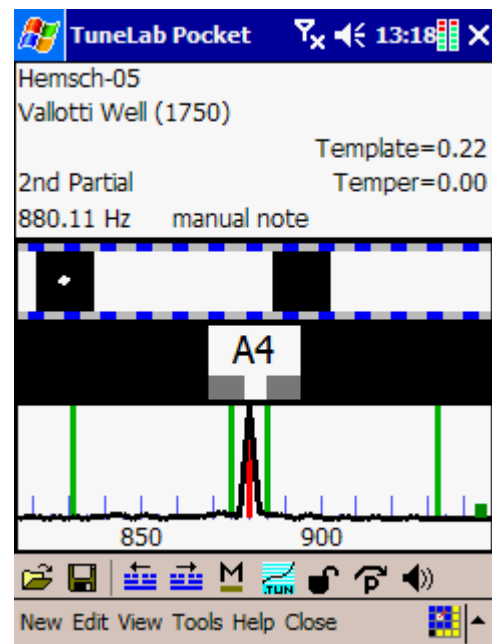 TuneLab Pocket 13:18
Hemsch-05
Vallotti Well (1750)
Template=0.22
2nd Partial Temper=0.00
880.11 Hz manual note
A4
850 900
M .TUN P
New Edit View Tools Help Close